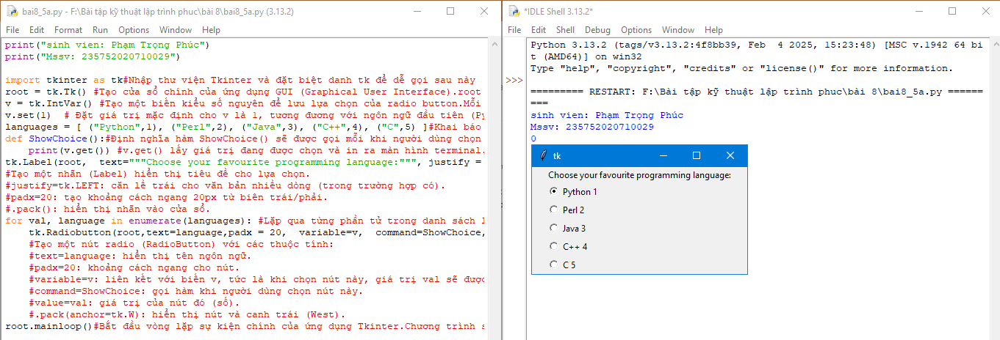 bai8_5a.py - F:\Bài tập kỹ thuật lập trình phuc\bài 8\bai8_5a.py (3.13.2)
File Edit Format Run Options Window Help
print("sinh vien: Phạm Trọng Phúc")
print("Mssv: 235752020710029")
import tkinter as tk#Nhập thư viện Tkinter và đặt biệt danh tk để dễ gọi sau này
root = tk.Tk() #Tạo cửa sổ chính của ứng dụng GUI (Graphical User Interface).root
v = tk.IntVar() #Tạo một biến kiểu số nguyên để lưu lựa chọn của radio button.Mỗi
v.set(1)  # Đặt giá trị mặc định cho v là 1, tương đương với ngôn ngữ đầu tiên (Py
languages = [ ("Python",1), ("Perl",2), ("Java",3), ("C++",4), ("C",5) ]#Khai báo
def ShowChoice():#Định nghĩa hàm ShowChoice() sẽ được gọi mỗi khi người dùng chọn
    print(v.get()) #v.get() lấy giá trị đang được chọn và in ra màn hình terminal.
tk.Label(root,  text="""Choose your favourite programming language:""", justify =
#Tạo một nhãn (Label) hiển thị tiêu đề cho lựa chọn.
#justify=tk.LEFT: căn lề trái cho văn bản nhiều dòng (trong trường hợp có).
#padx=20: tạo khoảng cách ngang 20px từ biên trái/phải.
#.pack(): hiển thị nhãn vào cửa sổ.
for val, language in enumerate(languages): #Lặp qua từng phần tử trong danh sách l
    tk.Radiobutton(root,text=language,padx = 20,  variable=v,  command=ShowChoice,
    #Tạo một nút radio (RadioButton) với các thuộc tính:
    #text=language: hiển thị tên ngôn ngữ.
    #padx=20: khoảng cách ngang cho nút.
    #variable=v: liên kết với biến v, tức là khi chọn nút này, giá trị val sẽ được
    #command=ShowChoice: gọi hàm khi người dùng chọn nút này.
    #value=val: giá trị của nút đó (số).
    #.pack(anchor=tk.W): hiển thị nút và canh trái (West).
root.mainloop()#Bắt đầu vòng lặp sự kiện chính của ứng dụng Tkinter.Chương trình s
*IDLE Shell 3.13.2*
File Edit Shell Debug Options Window Help
Python 3.13.2 (tags/v3.13.2:4f8bb39, Feb  4 2025, 15:23:48) [MSC v.1942 64 bi
t (AMD64)] on win32
Type "help", "copyright", "credits" or "license()" for more information.
>>>
========= RESTART: F:\Bài tập kỹ thuật lập trình phuc\bài 8\bai8_5a.py =======
===
sinh vien: Phạm Trọng Phúc
Mssv: 235752020710029
0
tk
Choose your favourite programming language:
Python 1
Perl 2
Java 3
C++ 4
C 5